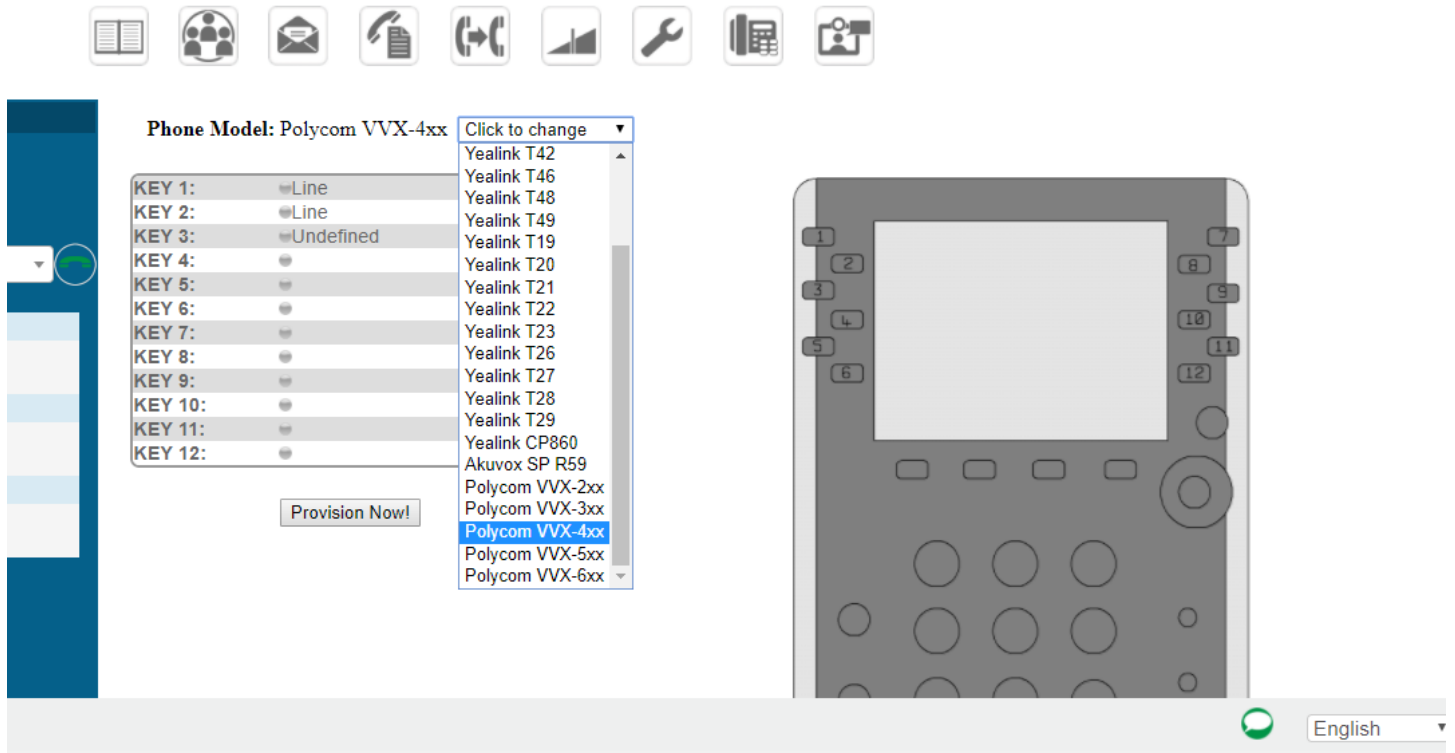 Phone Model: Polycom VVX-4xx Click to change
Yealink T42
Yealink T46
Yealink T48
Yealink T49
Yealink T19
Yealink T20
Yealink T21
Yealink T22
Yealink T23
Yealink T26
Yealink T27
Yealink T28
Yealink T29
Yealink CP860
Akuvox SP R59
Polycom VVX-2xx
Polycom VVX-3xx
Polycom VVX-4xx
Polycom VVX-5xx
Polycom VVX-6xx
KEY 1: Line
KEY 2: Line
KEY 3: Undefined
KEY 4:
KEY 5:
KEY 6:
KEY 7:
KEY 8:
KEY 9:
KEY 10:
KEY 11:
KEY 12:
Provision Now!
1 7
2 8
3 9
4 10
5 11
6 12
English